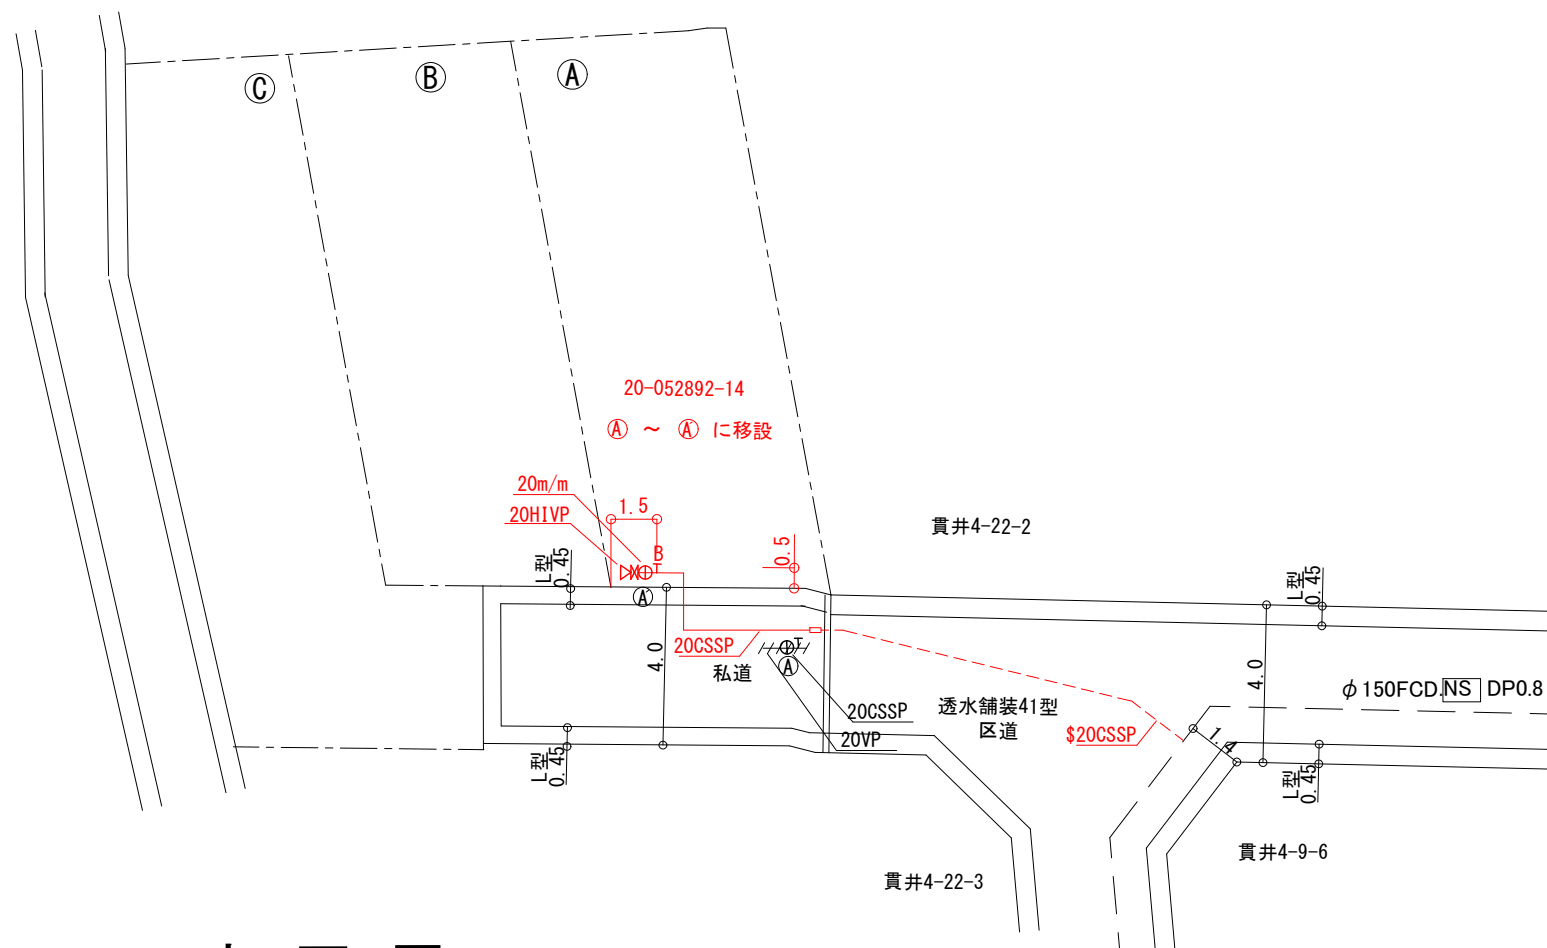 Ⓒ
Ⓑ
Ⓐ
20-052892-14
Ⓐ ～ Ⓐ' に移設
20m/m
1.5
20HIVP
B
T
0.5
貫井4-22-2
L型
0.45
L型
0.45
Ⓐ'
20CSSP
4.0
私道
T
Ⓐ
4.0
φ150FCD.NS DP0.8
20CSSP
透水舗装41型
区道
20VP
$20CSSP
1.4
L型
0.45
L型
0.45
貫井4-9-6
貫井4-22-3